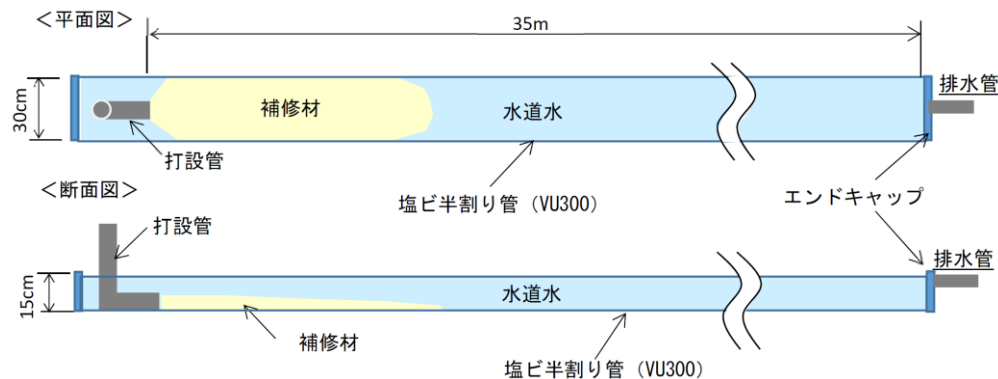 ＜平面図＞
35m
30cm
補修材
水道水
排水管
打設管
塩ビ半割り管（VU300）
エンドキャップ
＜断面図＞
打設管
排水管
15cm
水道水
補修材
塩ビ半割り管（VU300）